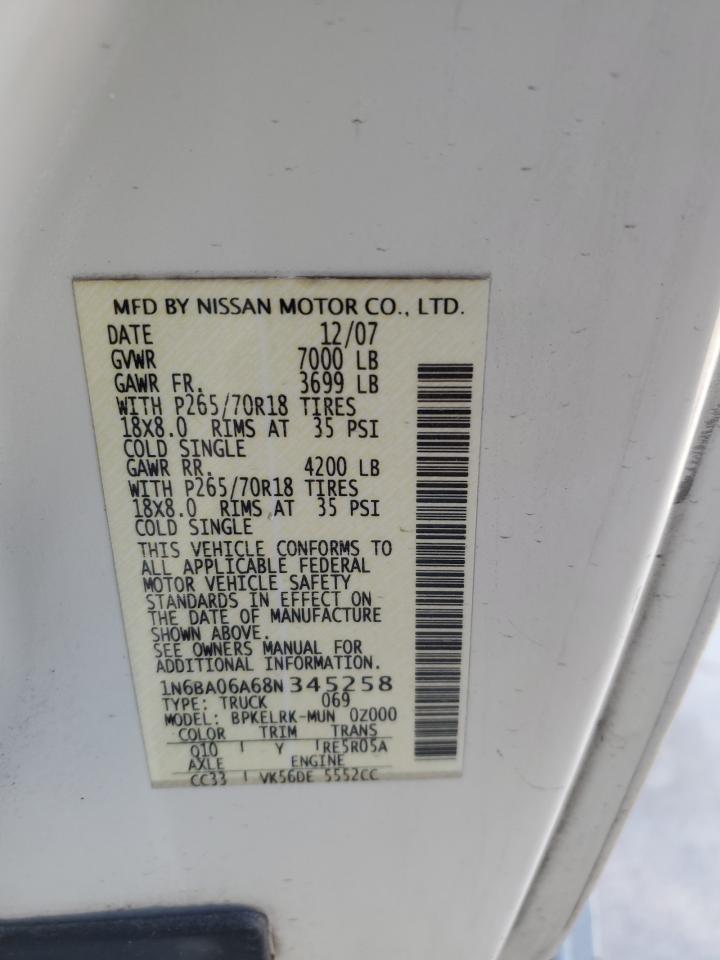 MFD BY NISSAN MOTOR CO., LTD.
DATE 12/07
GVWR 7000 LB
GAWR FR. 3699 LB
WITH P265/70R18 TIRES
18X8.0 RIMS AT 35 PSI
COLD SINGLE
GAWR RR. 4200 LB
WITH P265/70R18 TIRES
18X8.0 RIMS AT 35 PSI
COLD SINGLE
THIS VEHICLE CONFORMS TO
ALL APPLICABLE FEDERAL
MOTOR VEHICLE SAFETY
STANDARDS IN EFFECT ON
THE DATE OF MANUFACTURE
SHOWN ABOVE.
SEE OWNERS MANUAL FOR
ADDITIONAL INFORMATION.
1N6BA06A68N345258
TYPE: TRUCK 069
MODEL: BPKELRK-MUN 0Z000
COLOR TRIM TRANS
Q10 Y RE5R05A
AXLE ENGINE
CC33 VK56DE 5552CC